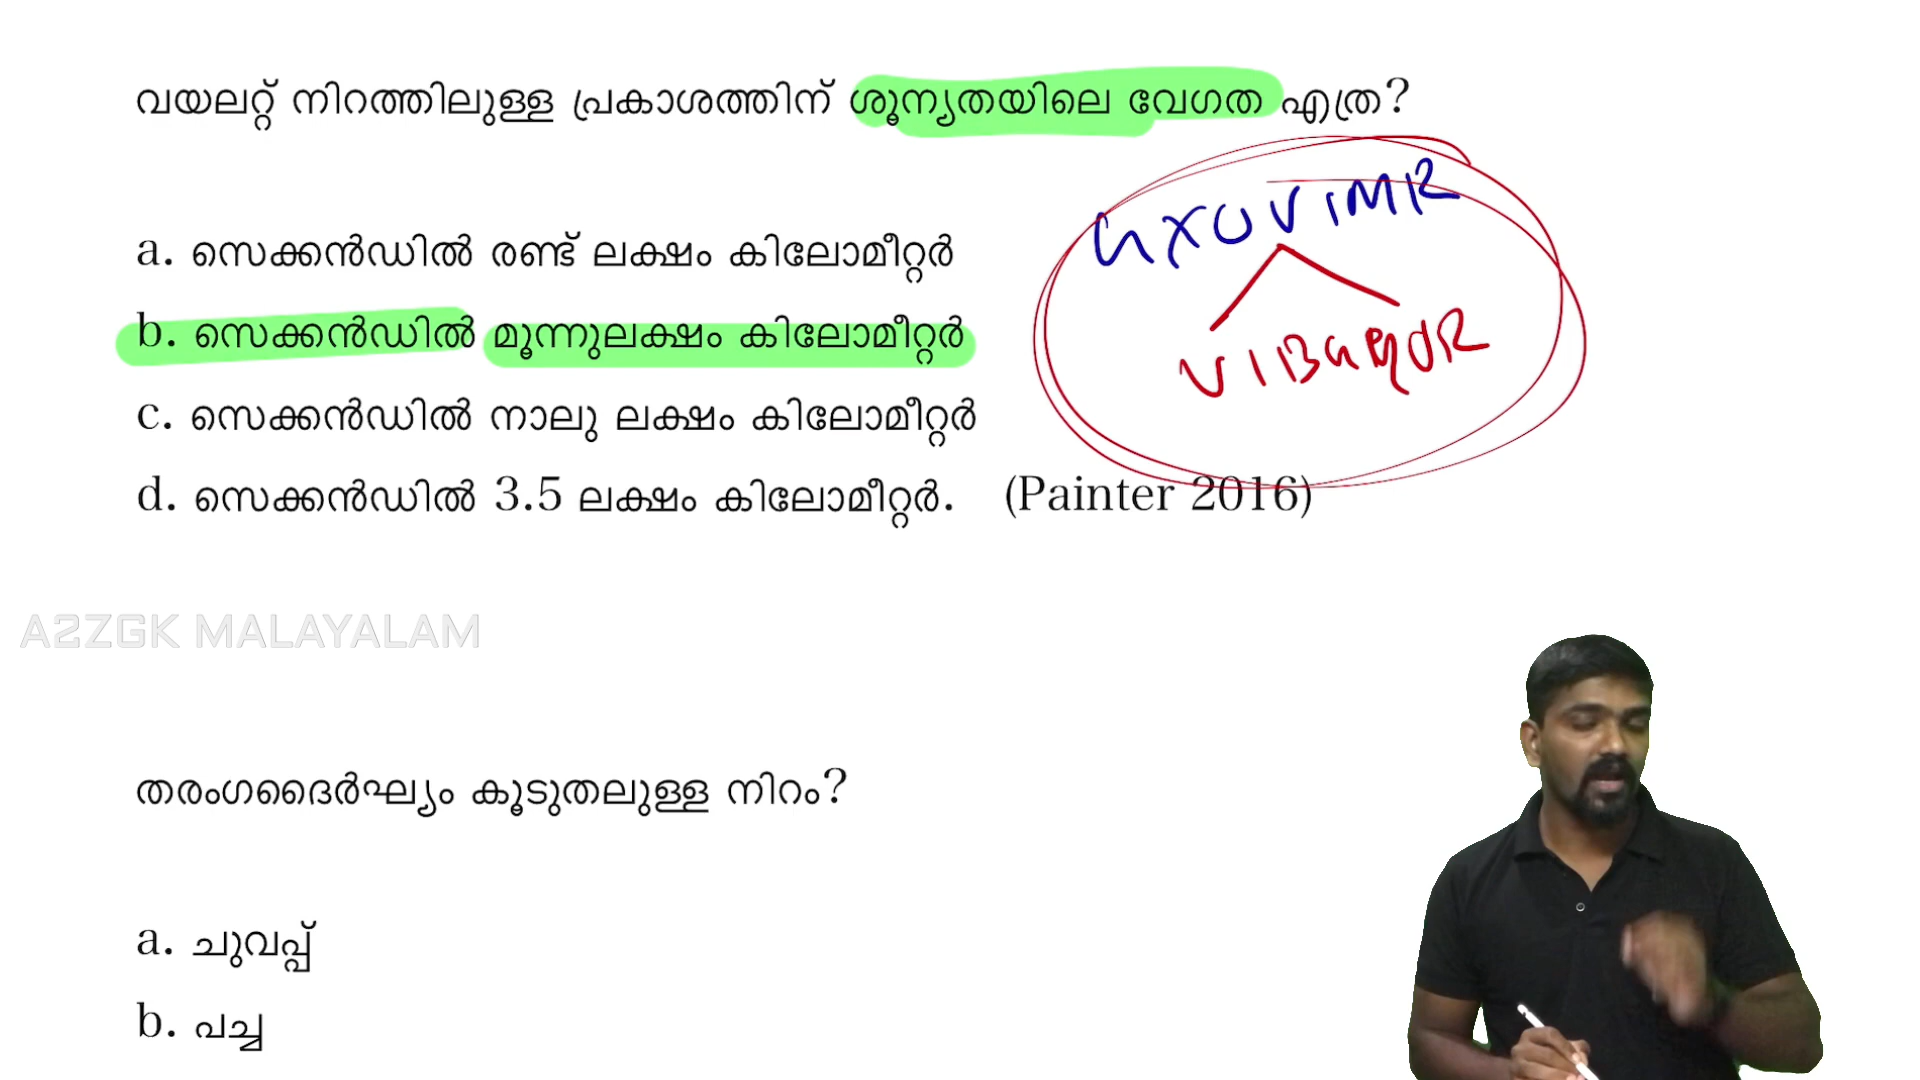 വയലറ്റ് നിറത്തിലുള്ള പ്രകാശത്തിന് ശൂന്യതയിലെ വേഗത എത്ര?
GXUVIMR
a. സെക്കൻഡിൽ രണ്ട് ലക്ഷം കിലോമീറ്റർ
b. സെക്കൻഡിൽ മൂന്നുലക്ഷം കിലോമീറ്റർ
VIBGYOR
c. സെക്കൻഡിൽ നാലു ലക്ഷം കിലോമീറ്റർ
d. സെക്കൻഡിൽ 3.5 ലക്ഷം കിലോമീറ്റർ. (Painter 2016)
A2ZGK MALAYALAM
തരംഗദൈർഘ്യം കൂടുതലുള്ള നിറം?
a. ചുവപ്പ്
b. പച്ച